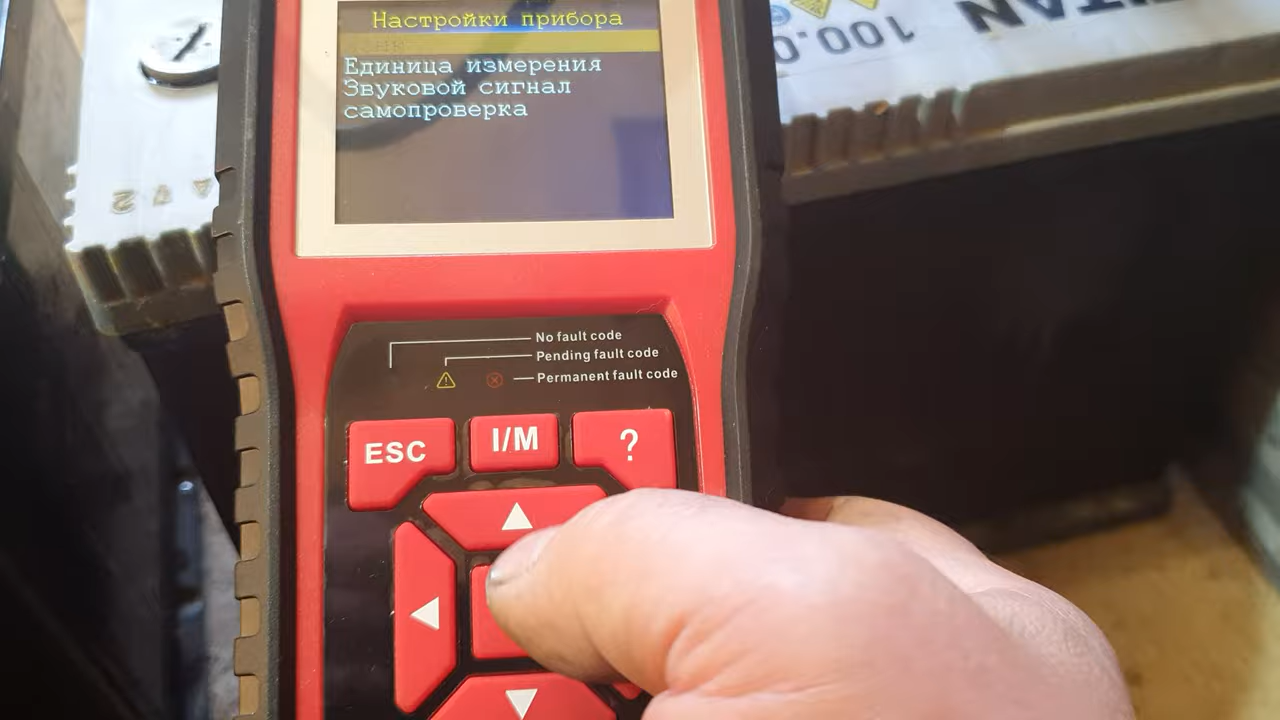 Настройки прибора
Единица измерения
Звуковой сигнал
самопроверка
No fault code
Pending fault code
Permanent fault code
ESC
I/M
?
100.0